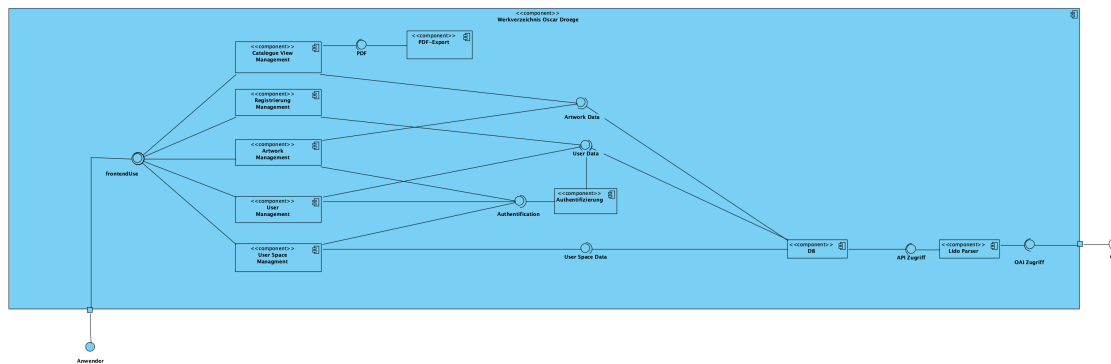 <<component>>
Werkverzeichnis Oscar Droege
<<component>>
Catalogue View
Management
PDF
<<component>>
PDF-Export
<<component>>
Registrierung
Management
Artwork Data
<<component>>
Artwork
Management
User Data
frontendUse
<<component>>
User
Management
Authentification
<<component>>
Authentifizierung
<<component>>
User Space
Managment
User Space Data
<<component>>
DB
API Zugriff
<<component>>
Lido Parser
OAI Zugriff
Anwender